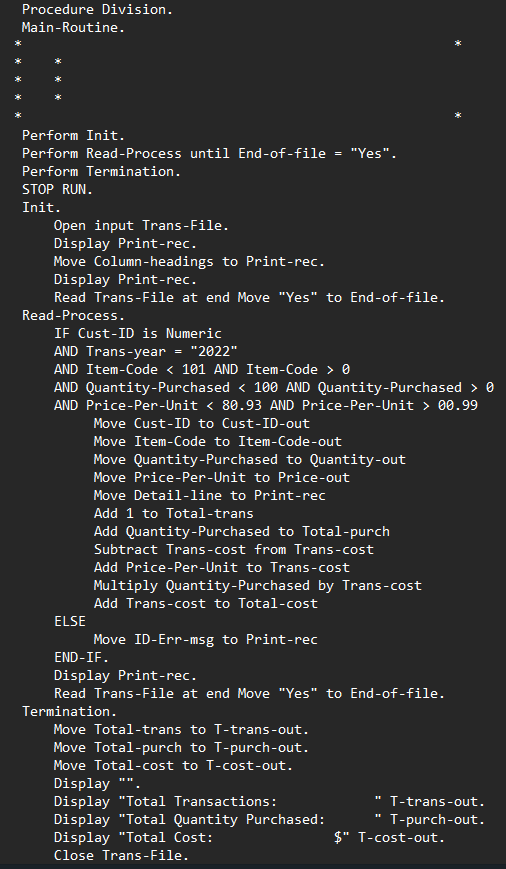 Procedure Division.
Main-Routine.
* *
* *
* *
* *
* *
Perform Init.
Perform Read-Process until End-of-file = "Yes".
Perform Termination.
STOP RUN.
Init.
Open input Trans-File.
Display Print-rec.
Move Column-headings to Print-rec.
Display Print-rec.
Read Trans-File at end Move "Yes" to End-of-file.
Read-Process.
IF Cust-ID is Numeric
AND Trans-year = "2022"
AND Item-Code < 101 AND Item-Code > 0
AND Quantity-Purchased < 100 AND Quantity-Purchased > 0
AND Price-Per-Unit < 80.93 AND Price-Per-Unit > 00.99
Move Cust-ID to Cust-ID-out
Move Item-Code to Item-Code-out
Move Quantity-Purchased to Quantity-out
Move Price-Per-Unit to Price-out
Move Detail-line to Print-rec
Add 1 to Total-trans
Add Quantity-Purchased to Total-purch
Subtract Trans-cost from Trans-cost
Add Price-Per-Unit to Trans-cost
Multiply Quantity-Purchased by Trans-cost
Add Trans-cost to Total-cost
ELSE
Move ID-Err-msg to Print-rec
END-IF.
Display Print-rec.
Read Trans-File at end Move "Yes" to End-of-file.
Termination.
Move Total-trans to T-trans-out.
Move Total-purch to T-purch-out.
Move Total-cost to T-cost-out.
Display "".
Display "Total Transactions:            " T-trans-out.
Display "Total Quantity Purchased:      " T-purch-out.
Display "Total Cost:               $" T-cost-out.
Close Trans-File.